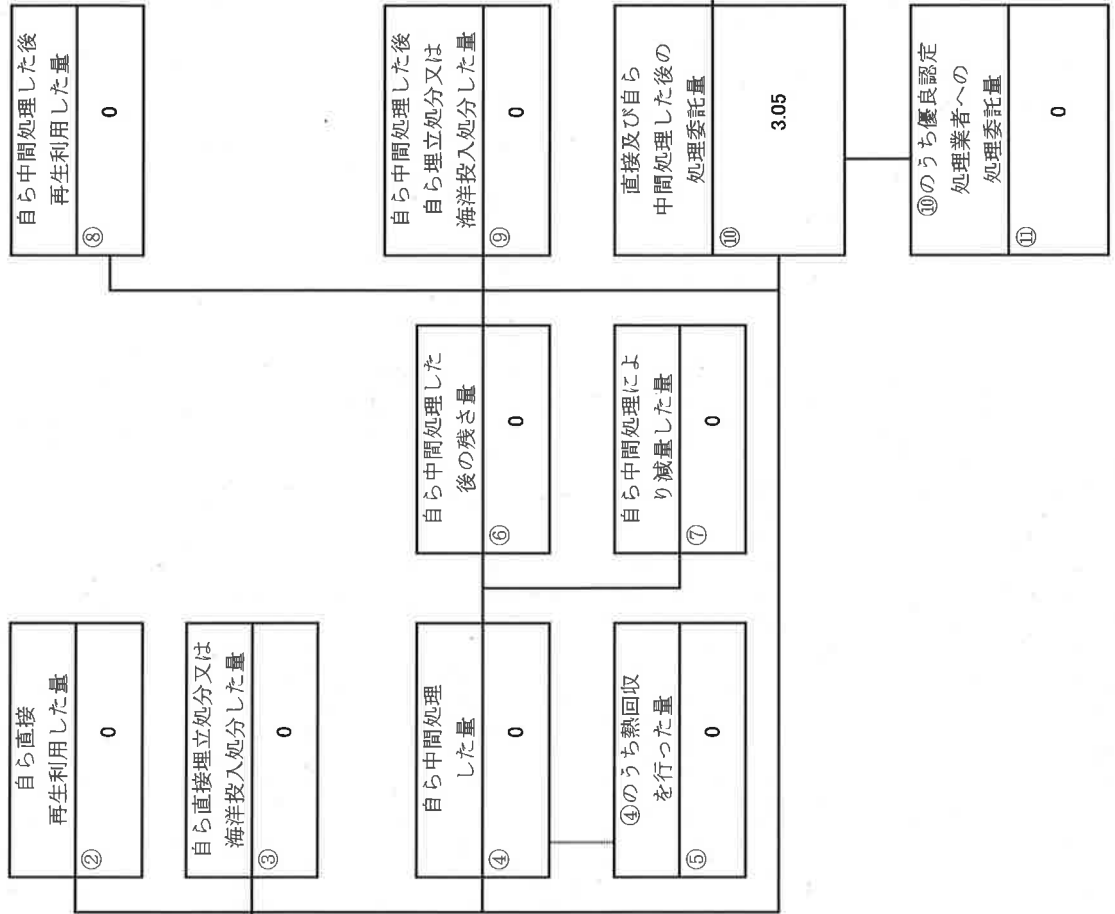 自ら直接
再生利用した量
②
0
自ら直接埋立処分又は
海洋投入処分した量
③
0
自ら中間処理
した量
④
0
④のうち熱回収
を行った量
⑤
0
自ら中間処理した
後の残さ量
⑥
0
自ら中間処理によ
り減量した量
⑦
0
自ら中間処理した後
再生利用した量
⑧
0
自ら中間処理した後
自ら埋立処分又は
海洋投入処分した量
⑨
0
直接及び自ら
中間処理した後の
処理委託量
⑩
3.05
⑩のうち優良認定
処理業者への
処理委託量
⑪
0